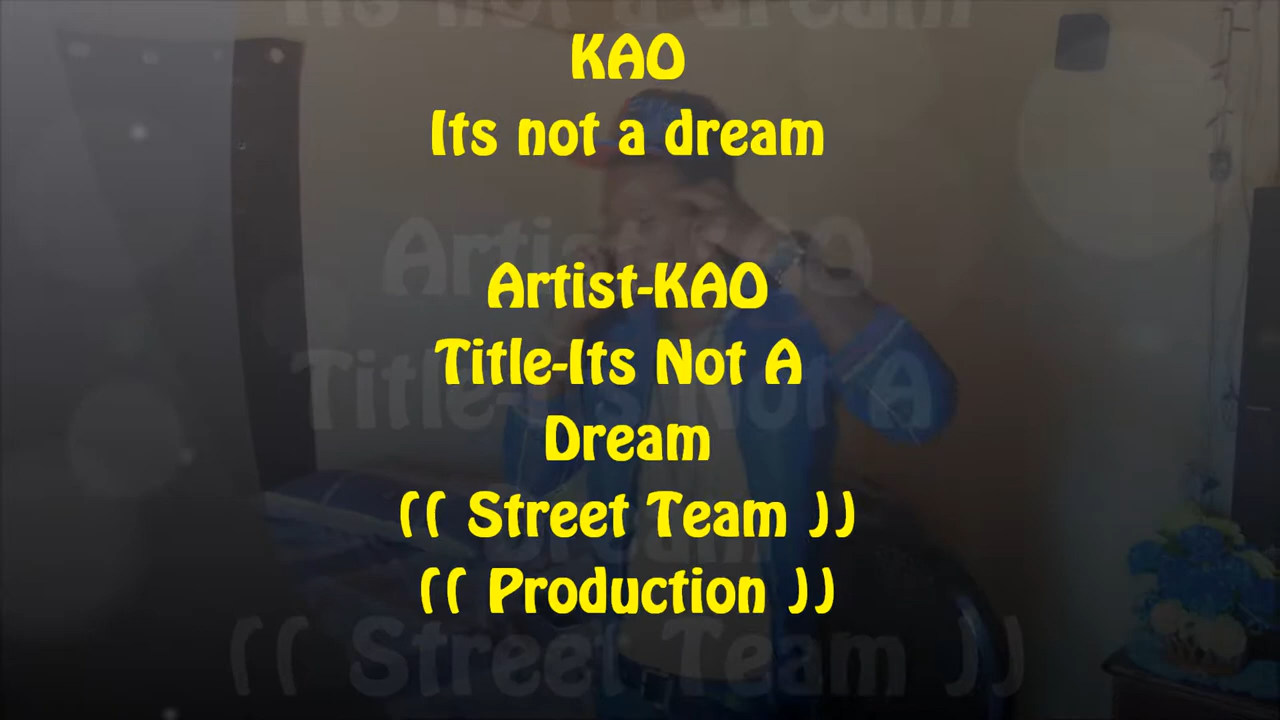 KAO
Its not a dream
Artist-KAO
Title-Its Not A
Dream
(( Street Team ))
(( Production ))